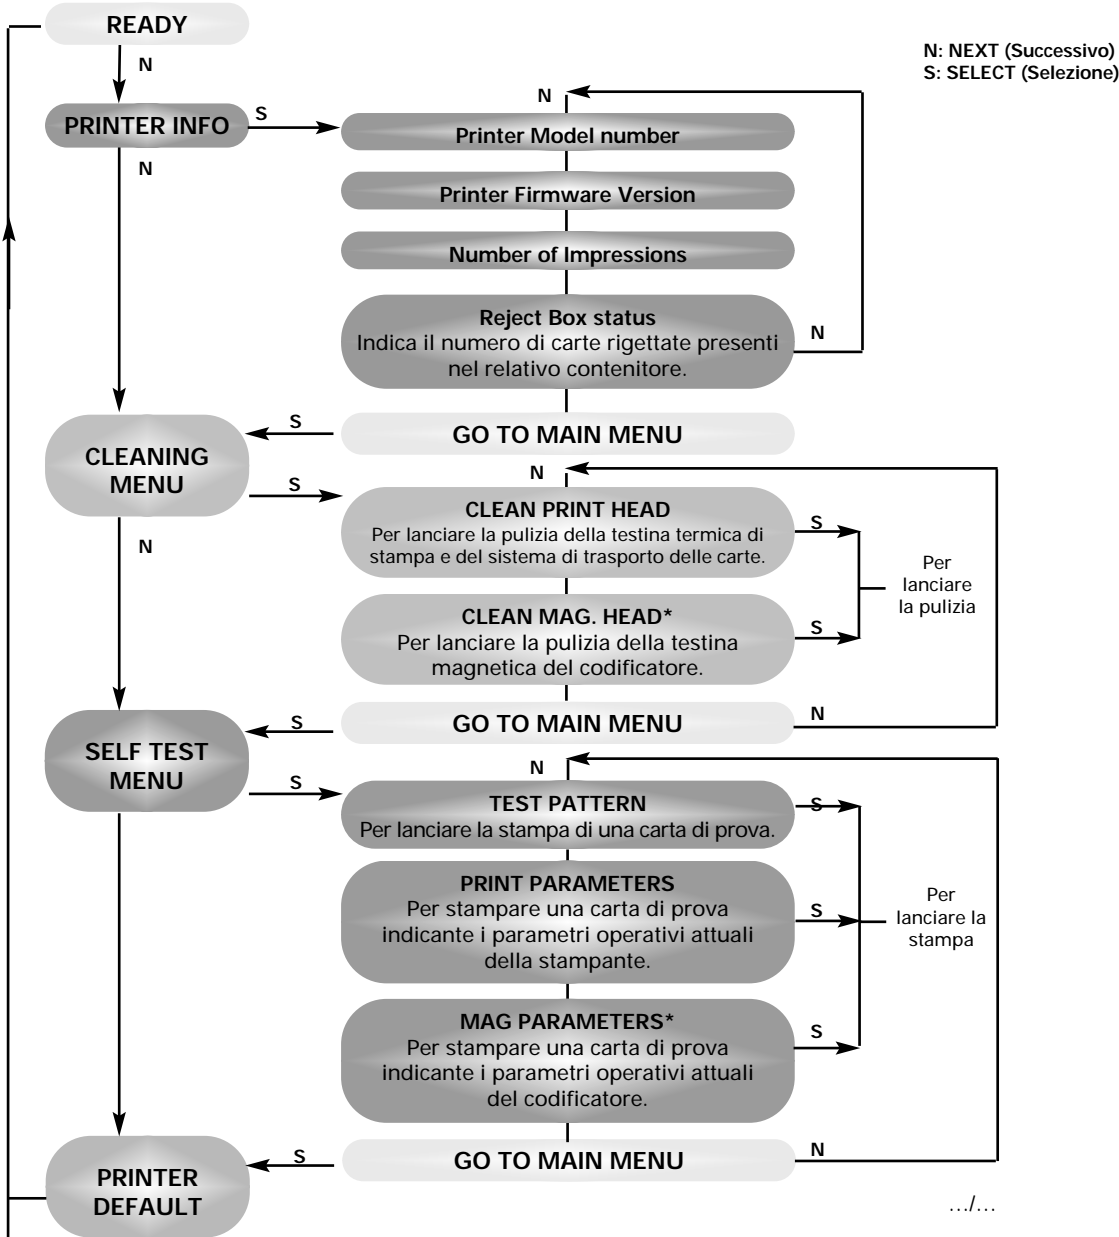 READY
N: NEXT (Successivo)
S: SELECT (Selezione)
N
N
PRINTER INFO
S
Printer Model number
N
Printer Firmware Version
Number of Impressions
Reject Box status
Indica il numero di carte rigettate presenti
nel relativo contenitore.
N
S
GO TO MAIN MENU
CLEANING
MENU
N
S
CLEAN PRINT HEAD
Per lanciare la pulizia della testina termica di
stampa e del sistema di trasporto delle carte.
S
N
Per
lanciare
la pulizia
CLEAN MAG. HEAD*
Per lanciare la pulizia della testina
magnetica del codificatore.
S
S
GO TO MAIN MENU
N
SELF TEST
MENU
N
S
TEST PATTERN
Per lanciare la stampa di una carta di prova.
S
PRINT PARAMETERS
Per stampare una carta di prova
indicante i parametri operativi attuali
della stampante.
S
Per
lanciare la
stampa
MAG PARAMETERS*
Per stampare una carta di prova
indicante i parametri operativi attuali
del codificatore.
S
S
GO TO MAIN MENU
N
PRINTER
DEFAULT
.../...